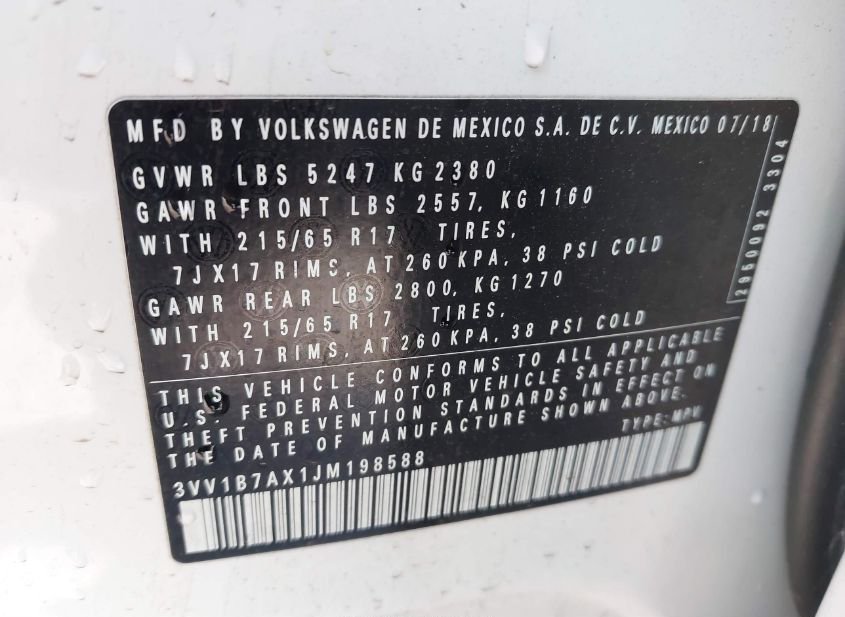 MFD BY VOLKSWAGEN DE MEXICO S.A. DE C.V. MEXICO 07/18
GVWR LBS 5247 KG 2380
GAWR FRONT LBS 2557, KG 1160
WITH 215/65 R17 TIRES,
7JX17 RIMS, AT 260 KPA, 38 PSI COLD
GAWR REAR LBS 2800, KG 1270
WITH 215/65 R17 TIRES,
7JX17 RIMS, AT 260 KPA, 38 PSI COLD
2950092 3304
THIS VEHICLE CONFORMS TO ALL APPLICABLE
U.S. FEDERAL MOTOR VEHICLE SAFETY AND
THEFT PREVENTION STANDARDS IN EFFECT ON
THE DATE OF MANUFACTURE SHOWN ABOVE.
TYPE: MPV
3VV1B7AX1JM198588